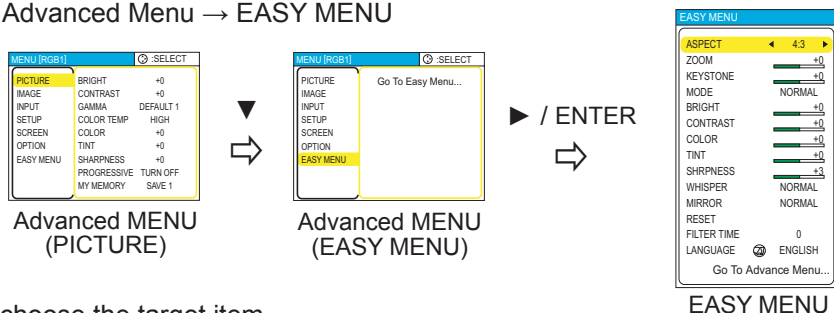 Advanced Menu → EASY MENU
MENU [RGB1] :SELECT
PICTURE BRIGHT +0
IMAGE CONTRAST +0
INPUT GAMMA DEFAULT 1
SETUP COLOR TEMP HIGH
SCREEN COLOR +0
OPTION TINT +0
EASY MENU SHARPNESS +0
PROGRESSIVE TURN OFF
MY MEMORY SAVE 1
Advanced MENU
(PICTURE)
▼
MENU [RGB1] :SELECT
PICTURE Go To Easy Menu...
IMAGE
INPUT
SETUP
SCREEN
OPTION
EASY MENU
Advanced MENU
(EASY MENU)
► / ENTER
EASY MENU
ASPECT ◄ 4:3 ►
ZOOM +0
KEYSTONE +0
MODE NORMAL
BRIGHT +0
CONTRAST +0
COLOR +0
TINT +0
SHRPNESS +3
WHISPER NORMAL
MIRROR NORMAL
RESET
FILTER TIME 0
LANGUAGE ENGLISH
Go To Advance Menu...
EASY MENU